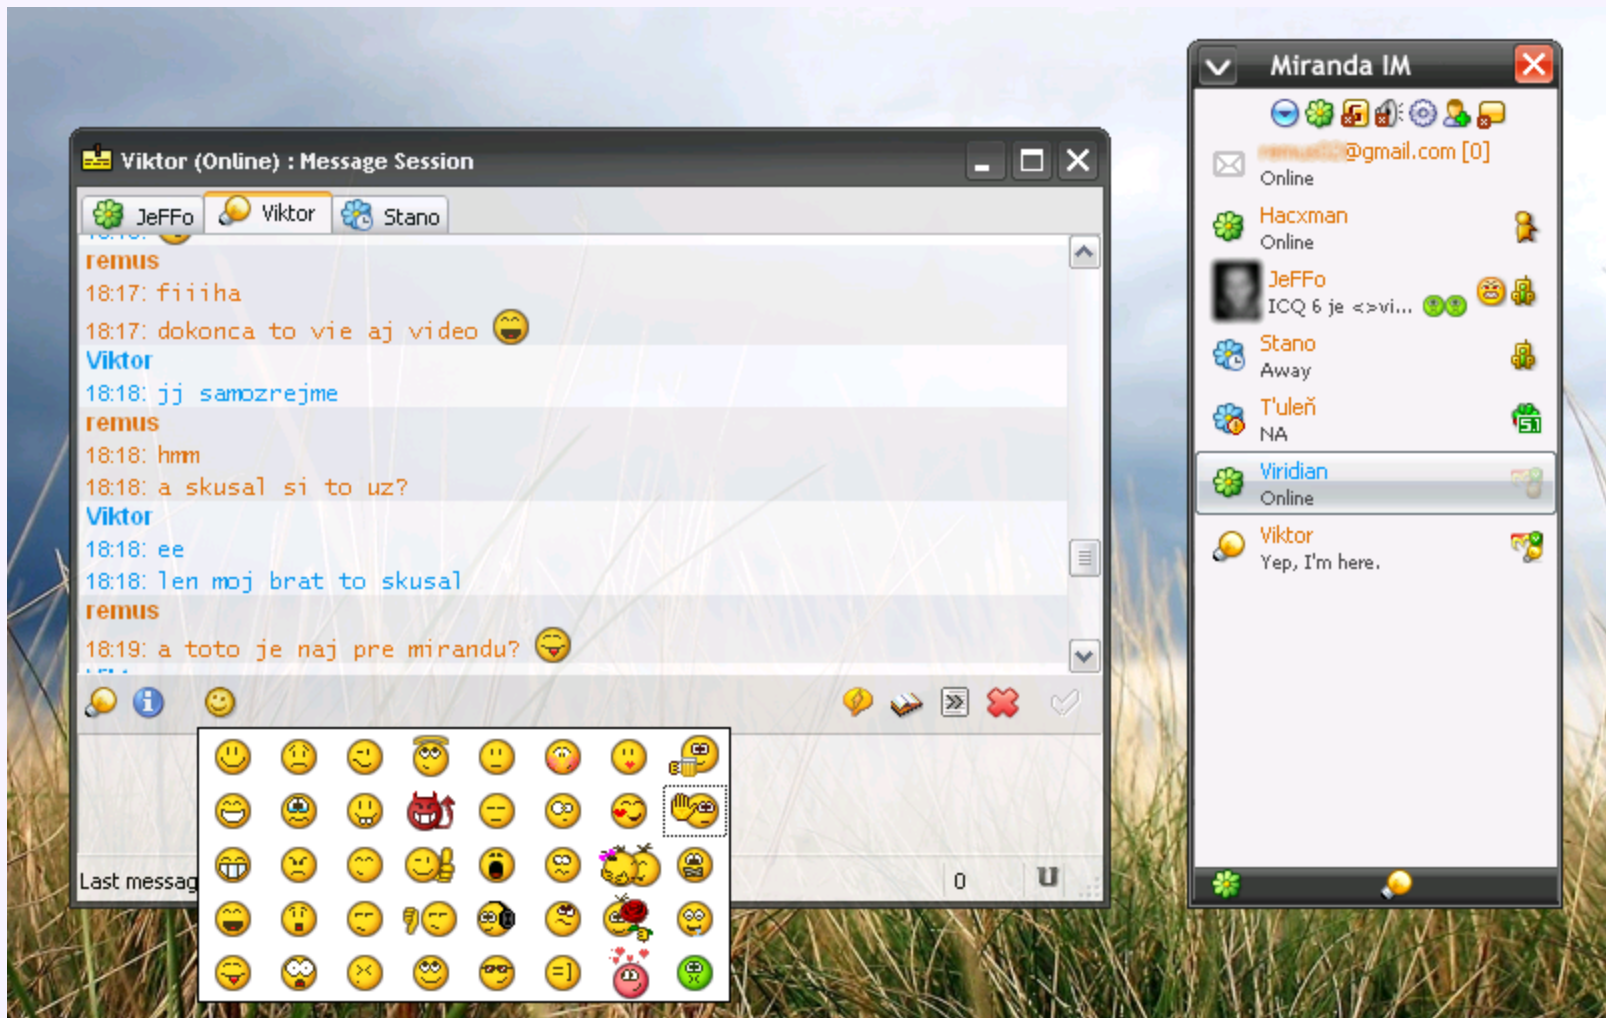 Viktor (Online) : Message Session
JeFFo
Viktor
Stano
remus
18:17: fiiiha
18:17: dokonca to vie aj video
Viktor
18:18: jj samozrejme
remus
18:18: hmm
18:18: a skusal si to uz?
Viktor
18:18: ee
18:18: len moj brat to skusal
remus
18:19: a toto je naj pre mirandu?
Last messag
0
Miranda IM
@gmail.com [0]
Online
Hacxman
Online
JeFFo
ICQ 6 je <>vi...
Stano
Away
T'uleň
NA
5.1
Viridian
Online
Viktor
Yep, I'm here.